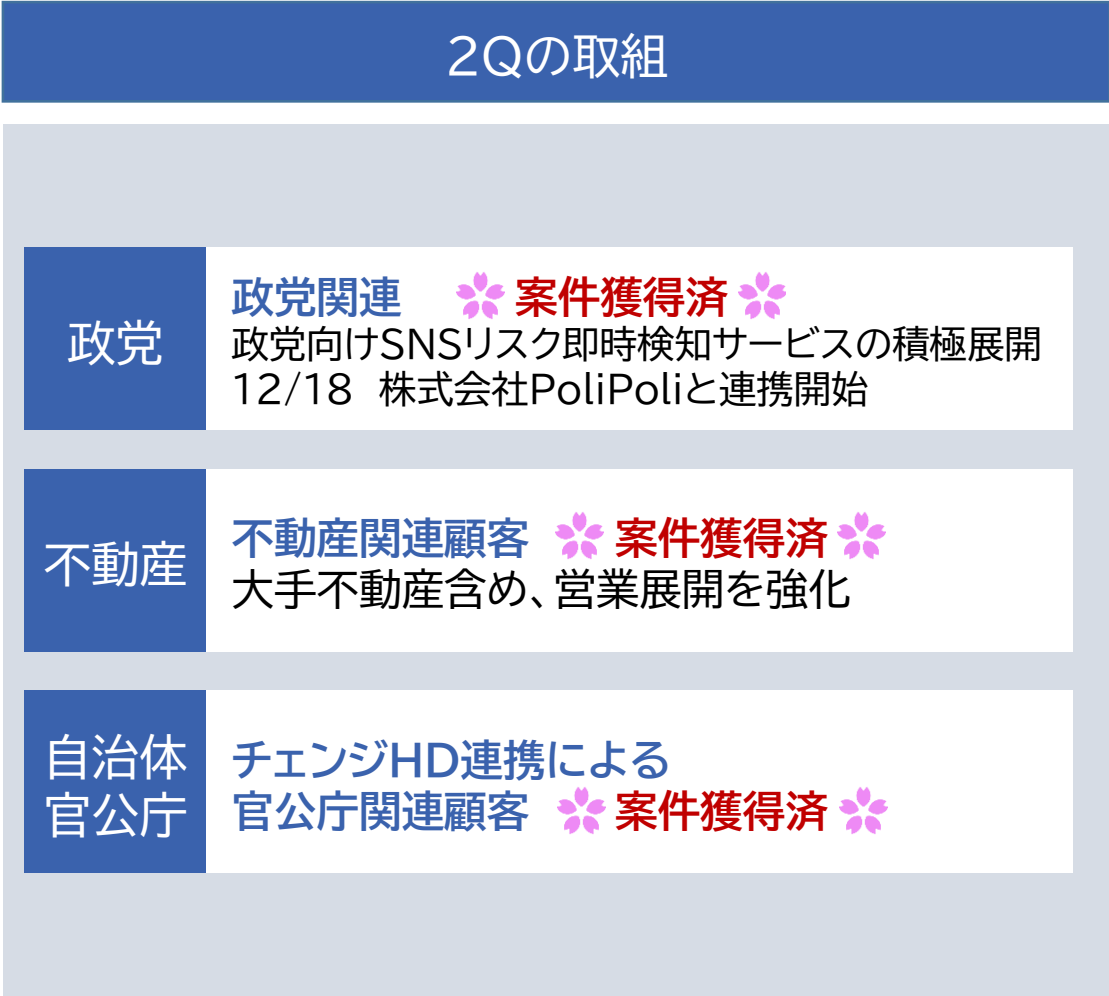 2Qの取組
政党
政党関連 案件獲得済
政党向けSNSリスク即時検知サービスの積極展開
12/18 株式会社PoliPoliと連携開始
不動産
不動産関連顧客 案件獲得済
大手不動産含め、営業展開を強化
自治体
官公庁
チェンジHD連携による
官公庁関連顧客 案件獲得済